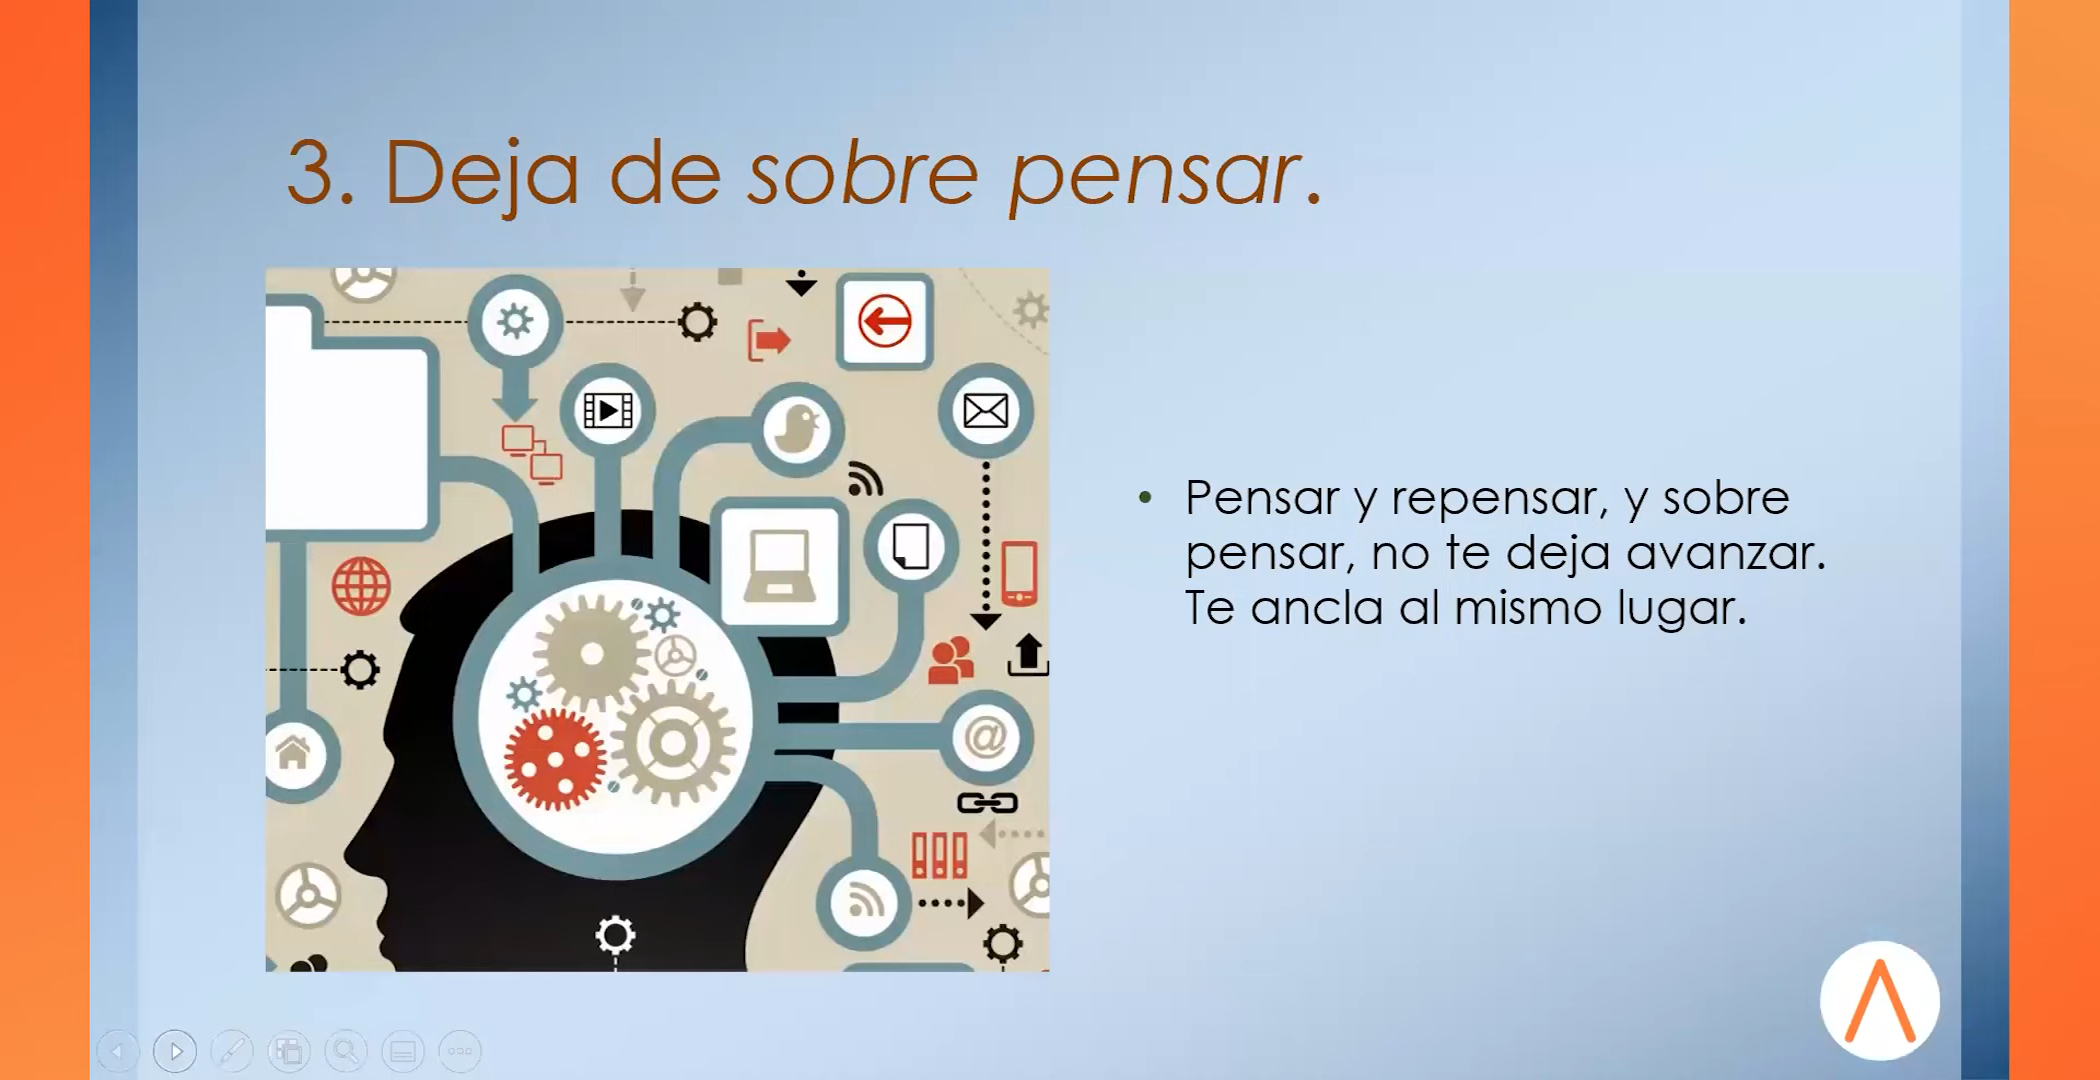 3. Deja de sobre pensar.
@
• Pensar y repensar, y sobre
pensar, no te deja avanzar.
Te ancla al mismo lugar.